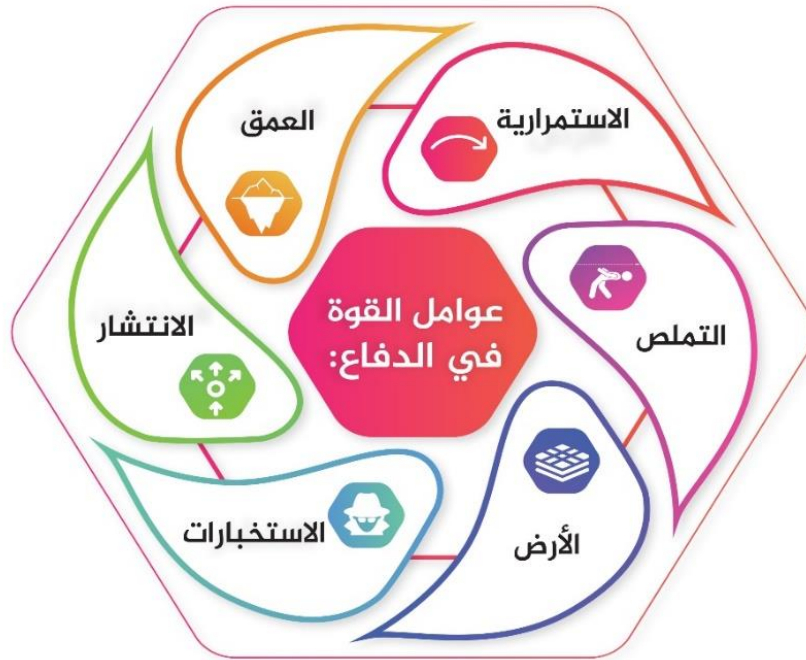 عوامل القوة
في الدفاع:
الاستمرارية
التملص
الأرض
الاستخبارات
الانتشار
العمق